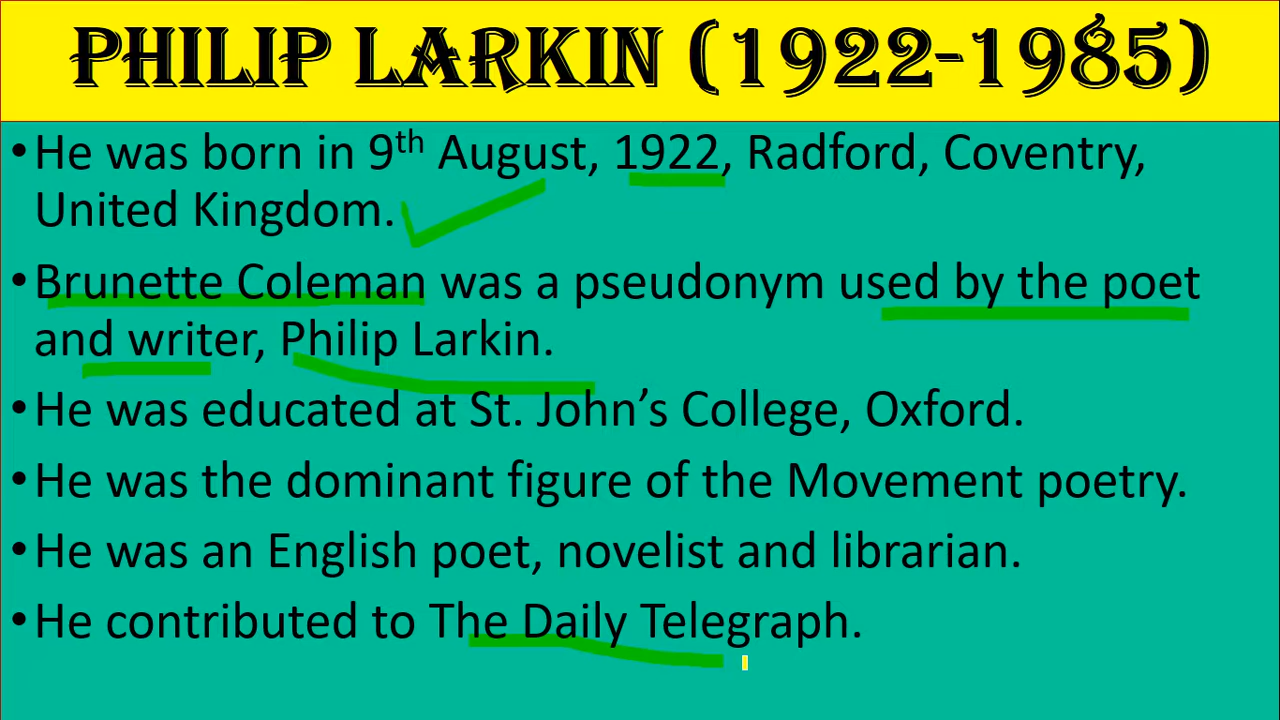 PHILIP LARKIN (1922-1985)
•He was born in 9th August, 1922, Radford, Coventry,
United Kingdom.
•Brunette Coleman was a pseudonym used by the poet
and writer, Philip Larkin.
•He was educated at St. John’s College, Oxford.
•He was the dominant figure of the Movement poetry.
•He was an English poet, novelist and librarian.
•He contributed to The Daily Telegraph.